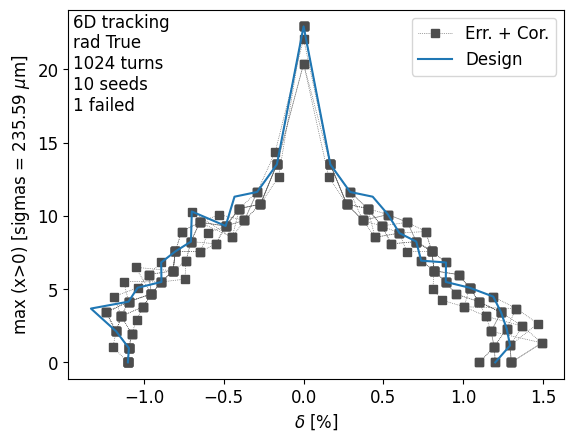 6D tracking
rad True
1024 turns
10 seeds
1 failed
Err. + Cor.
Design
max (x>0) [sigmas = 235.59 μm]
20
15
10
5
0
−1.0 −0.5 0.0 0.5 1.0 1.5
δ [%]